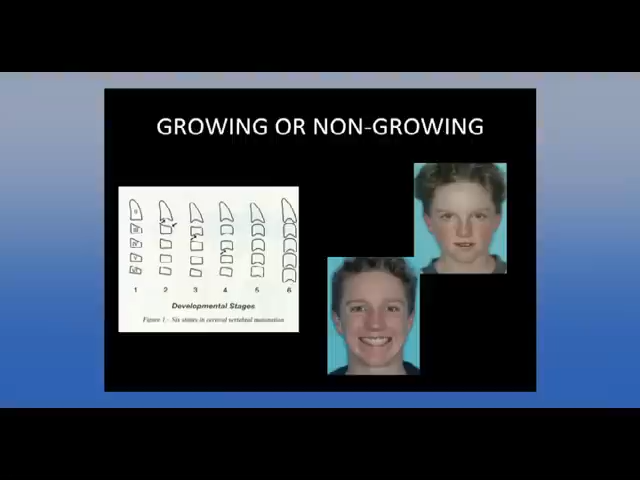 GROWING OR NON-GROWING
1 2 3 4 5 6
Developmental Stages
Figure 1.- Six stages in cervical vertebral maturation